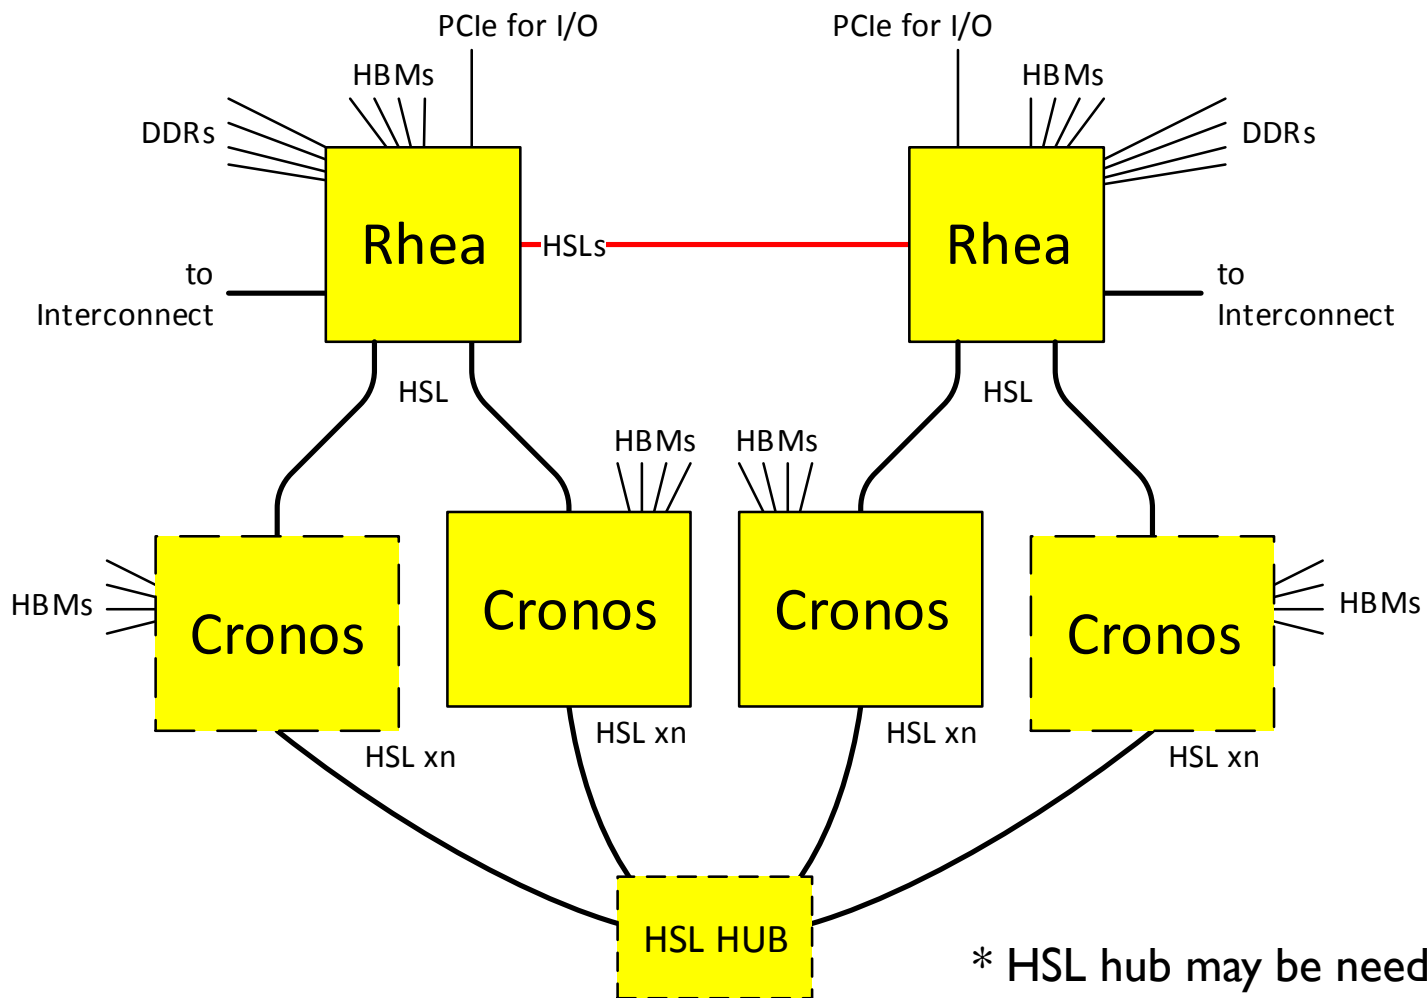 PCIe for I/O
PCIe for I/O
HBMs
HBMs
DDRs
DDRs
Rhea
HSLs
Rhea
to
Interconnect
to
Interconnect
HSL
HSL
HBMs
HBMs
HBMs
Cronos
Cronos
Cronos
Cronos
HBMs
HSL xn
HSL xn
HSL xn
HSL xn
HSL HUB
* HSL hub may be need